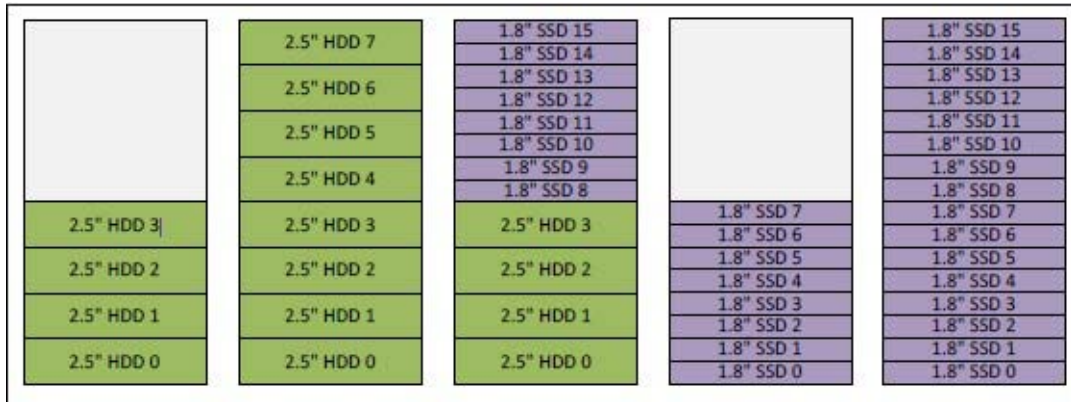 2.5" HDD 3
2.5" HDD 2
2.5" HDD 1
2.5" HDD 0
2.5" HDD 7
2.5" HDD 6
2.5" HDD 5
2.5" HDD 4
2.5" HDD 3
2.5" HDD 2
2.5" HDD 1
2.5" HDD 0
1.8" SSD 15
1.8" SSD 14
1.8" SSD 13
1.8" SSD 12
1.8" SSD 11
1.8" SSD 10
1.8" SSD 9
1.8" SSD 8
2.5" HDD 3
2.5" HDD 2
2.5" HDD 1
2.5" HDD 0
1.8" SSD 7
1.8" SSD 6
1.8" SSD 5
1.8" SSD 4
1.8" SSD 3
1.8" SSD 2
1.8" SSD 1
1.8" SSD 0
1.8" SSD 15
1.8" SSD 14
1.8" SSD 13
1.8" SSD 12
1.8" SSD 11
1.8" SSD 10
1.8" SSD 9
1.8" SSD 8
1.8" SSD 7
1.8" SSD 6
1.8" SSD 5
1.8" SSD 4
1.8" SSD 3
1.8" SSD 2
1.8" SSD 1
1.8" SSD 0